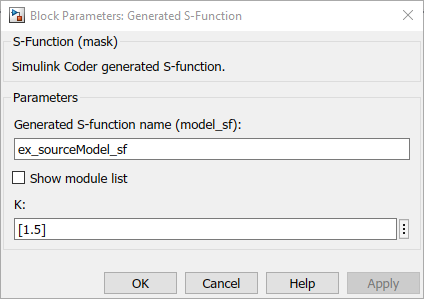 Block Parameters: Generated S-Function
S-Function (mask)
Simulink Coder generated S-function.
Parameters
Generated S-function name (model_sf):
ex_sourceModel_sf
Show module list
K:
[1.5]
OK Cancel Help Apply